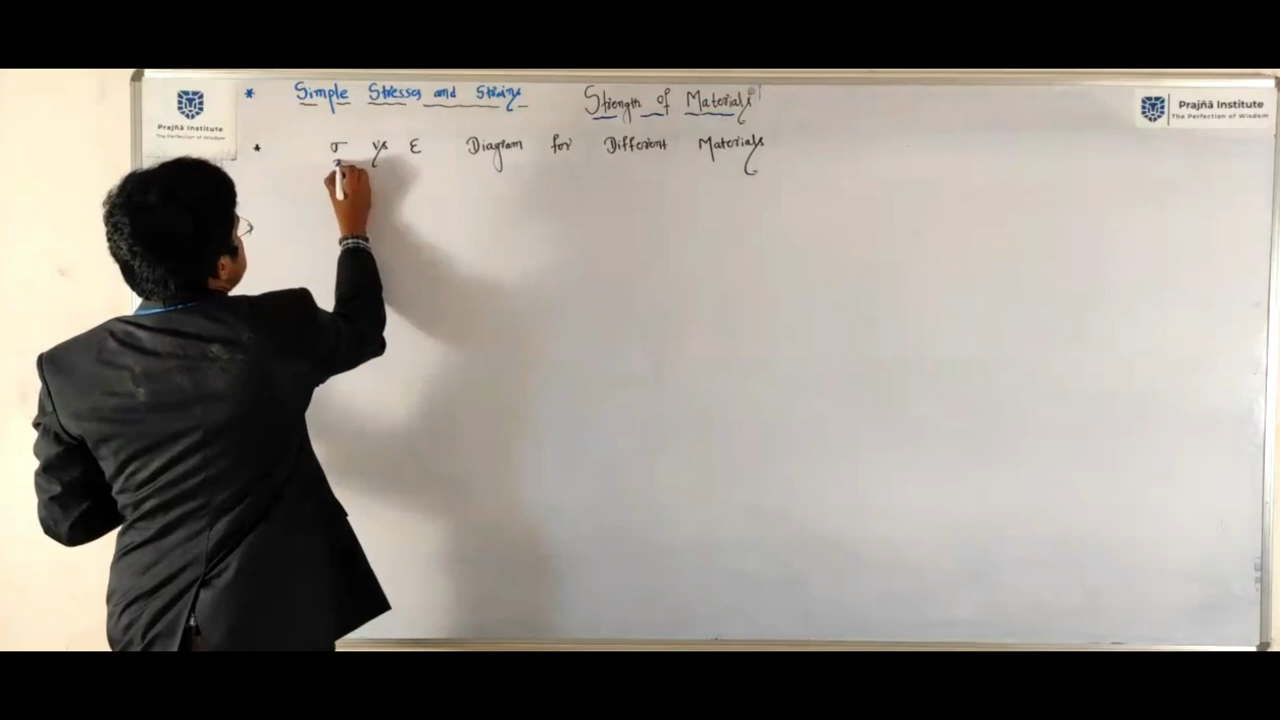 * Simple Stresses and Strains Strength of Materials
Prajñā Institute
The Perfection of Wisdom
Prajñā Institute
The Perfection of Wisdom
* σ v/s ε Diagram for Different Materials